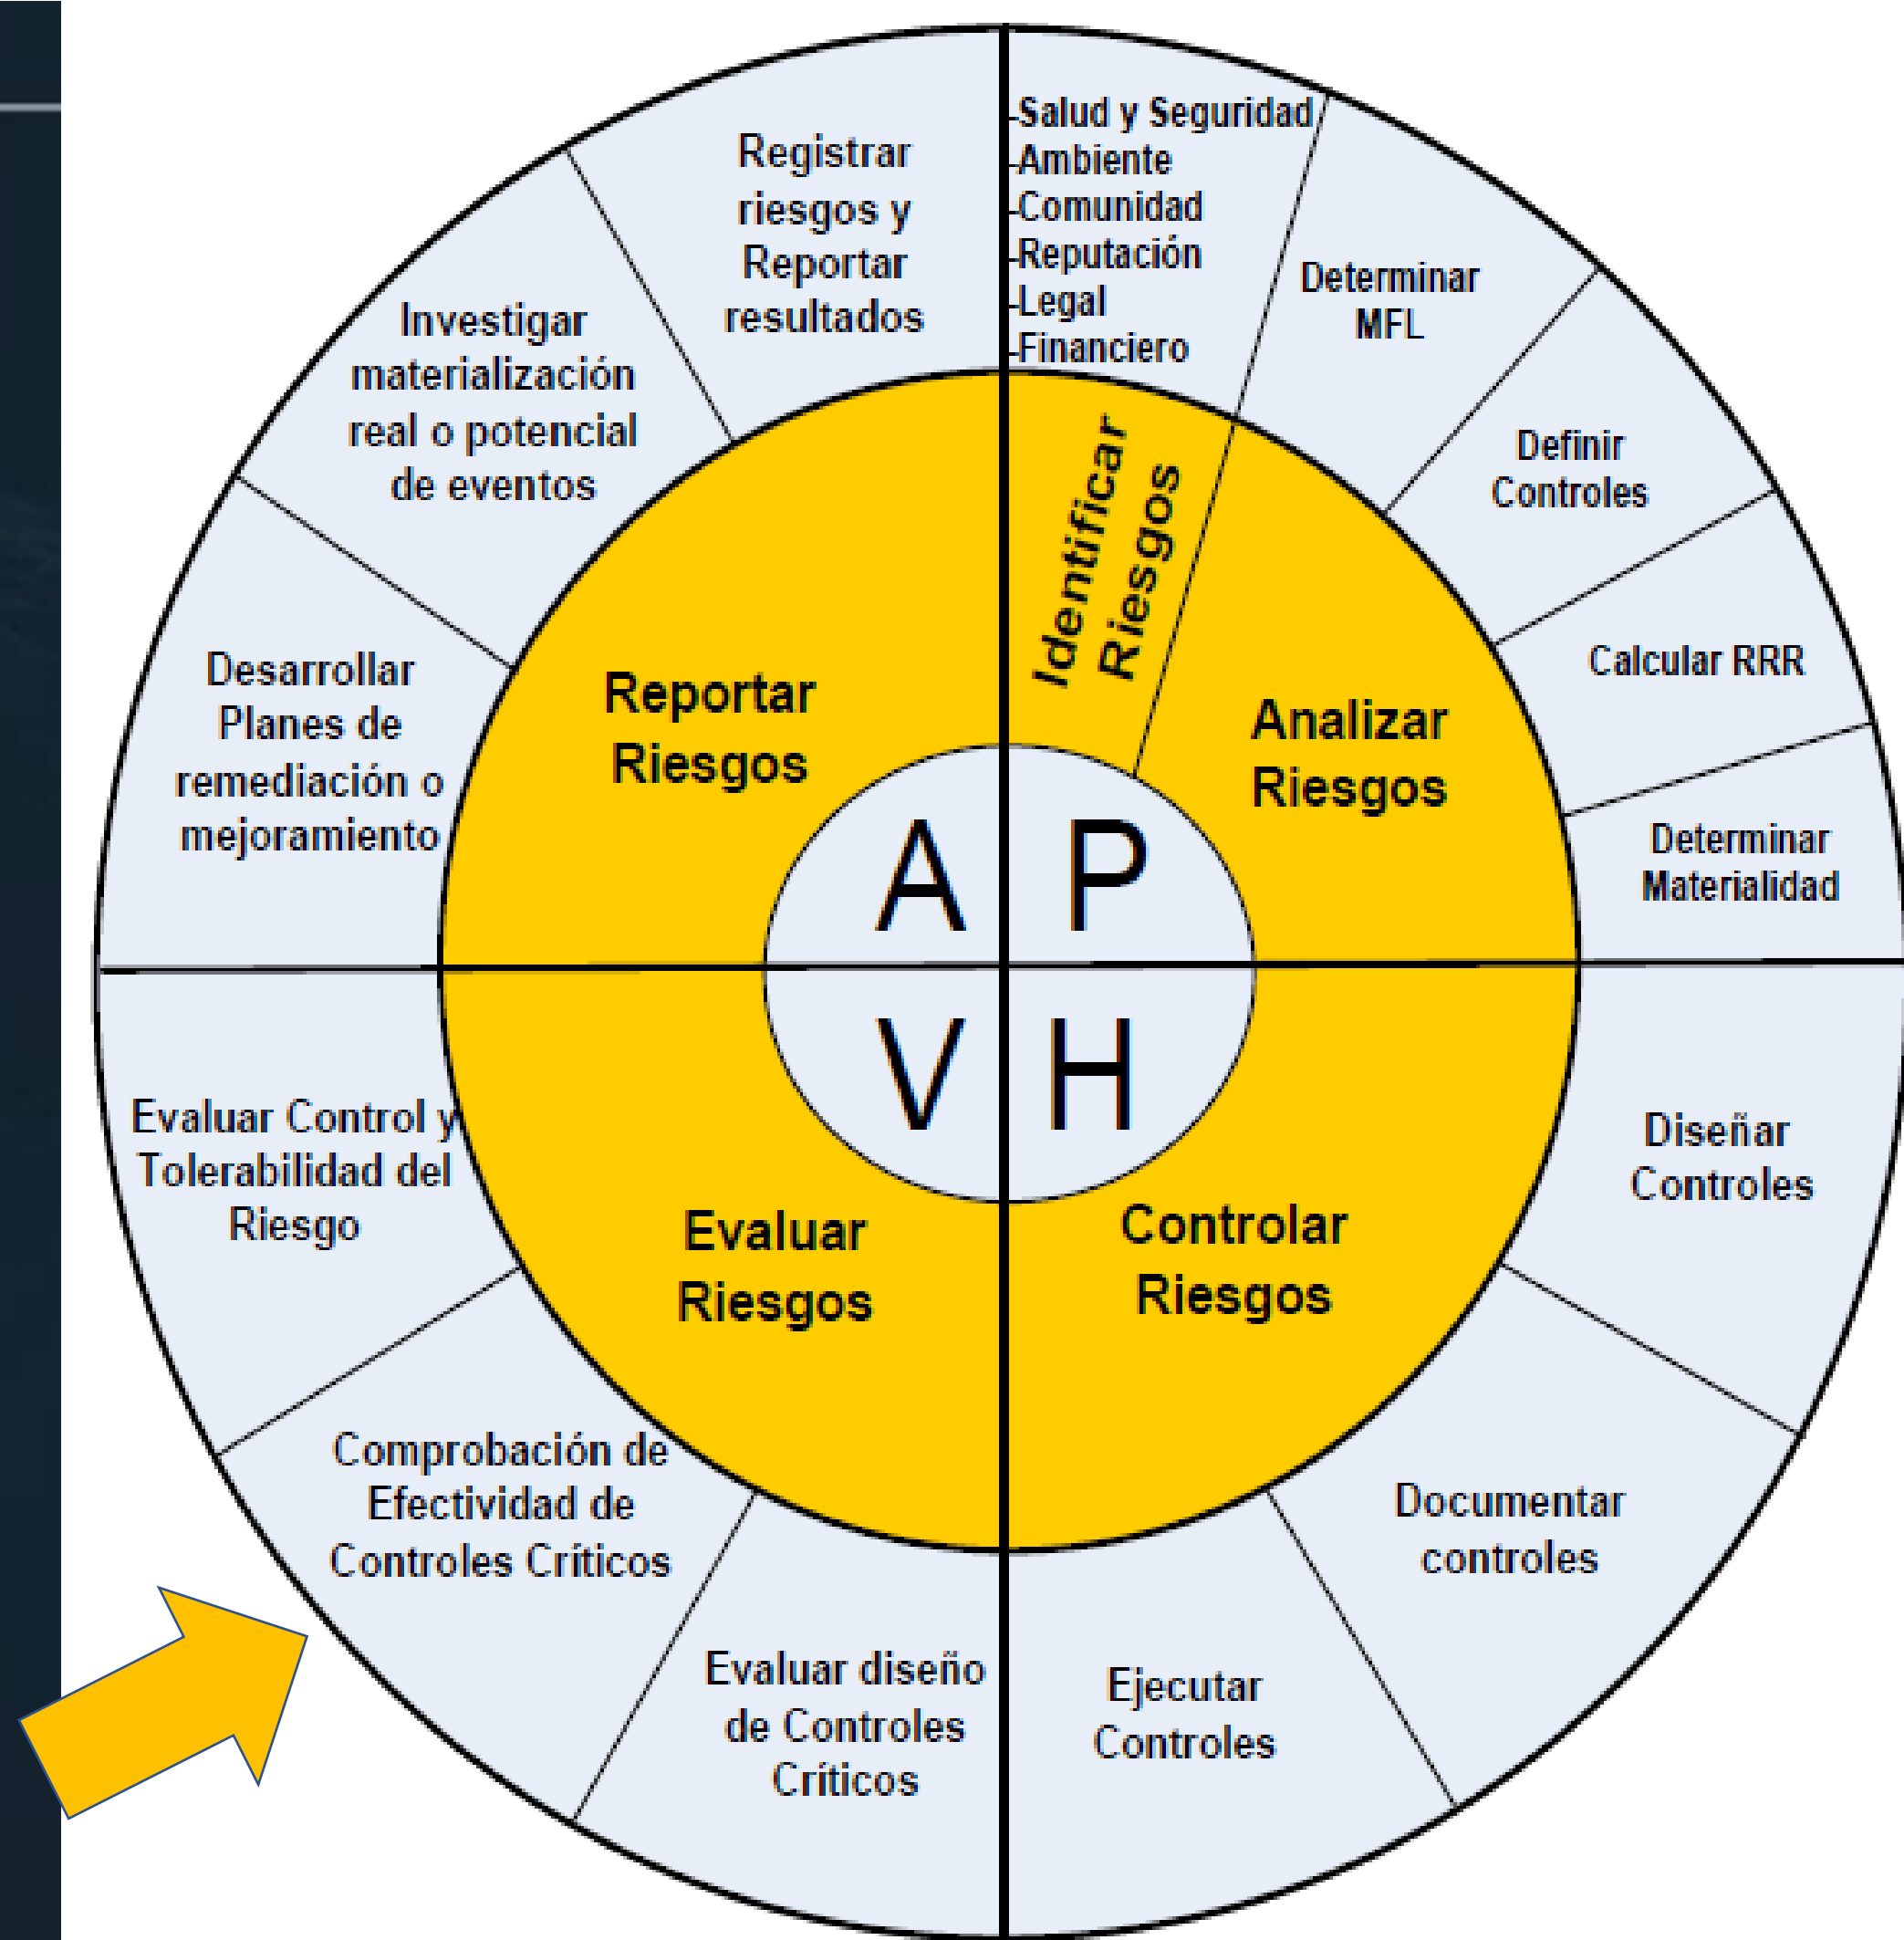 -Salud y Seguridad
-Ambiente
-Comunidad
-Reputación
-Legal
-Financiero
Determinar
MFL
Definir
Controles
Calcular RRR
Determinar
Materialidad
Diseñar
Controles
Documentar
controles
Ejecutar
Controles
Evaluar diseño
de Controles
Críticos
Comprobación de
Efectividad de
Controles Críticos
Evaluar Control y
Tolerabilidad del
Riesgo
Desarrollar
Planes de
remediación o
mejoramiento
Investigar
materialización
real o potencial
de eventos
Registrar
riesgos y
Reportar
resultados
Identificar
Riesgos
Analizar
Riesgos
Controlar
Riesgos
Evaluar
Riesgos
Reportar
Riesgos
A P
V H